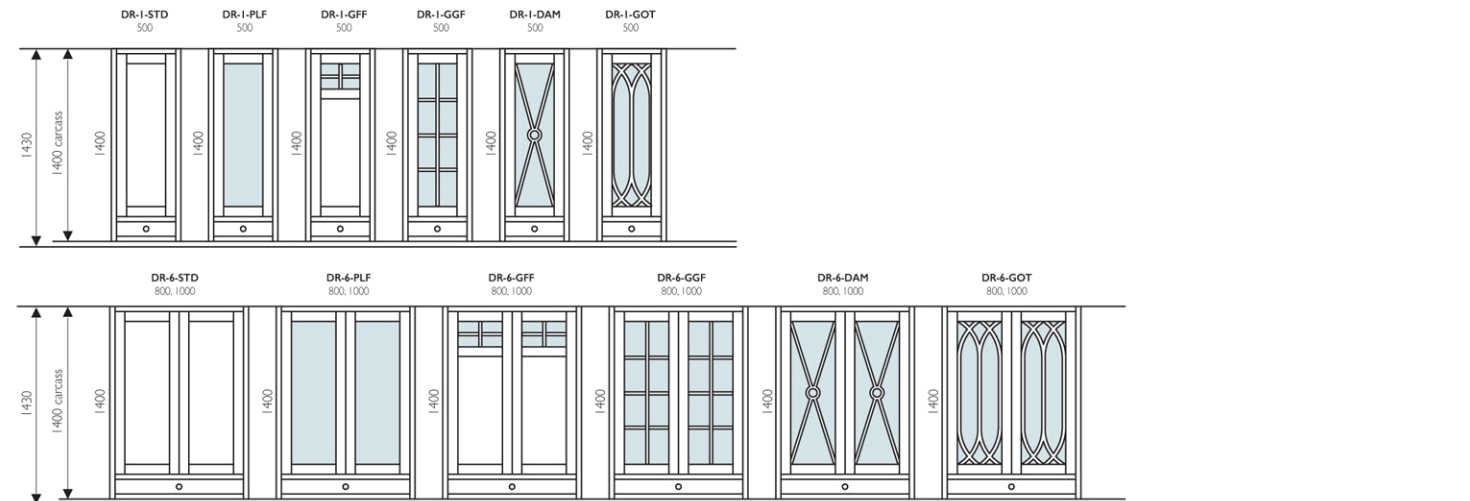 DR-1-STD DR-1-PLF DR-1-GFF DR-1-GGF DR-1-DAM DR-1-GOT
500 500 500 500 500 500
1430 1400 carcass 1400 1400 1400 1400 1400 1400
DR-6-STD DR-6-PLF DR-6-GFF DR-6-GGF DR-6-DAM DR-6-GOT
800, 1000 800, 1000 800, 1000 800, 1000 800, 1000 800, 1000
1430 1400 carcass 1400 1400 1400 1400 1400 1400